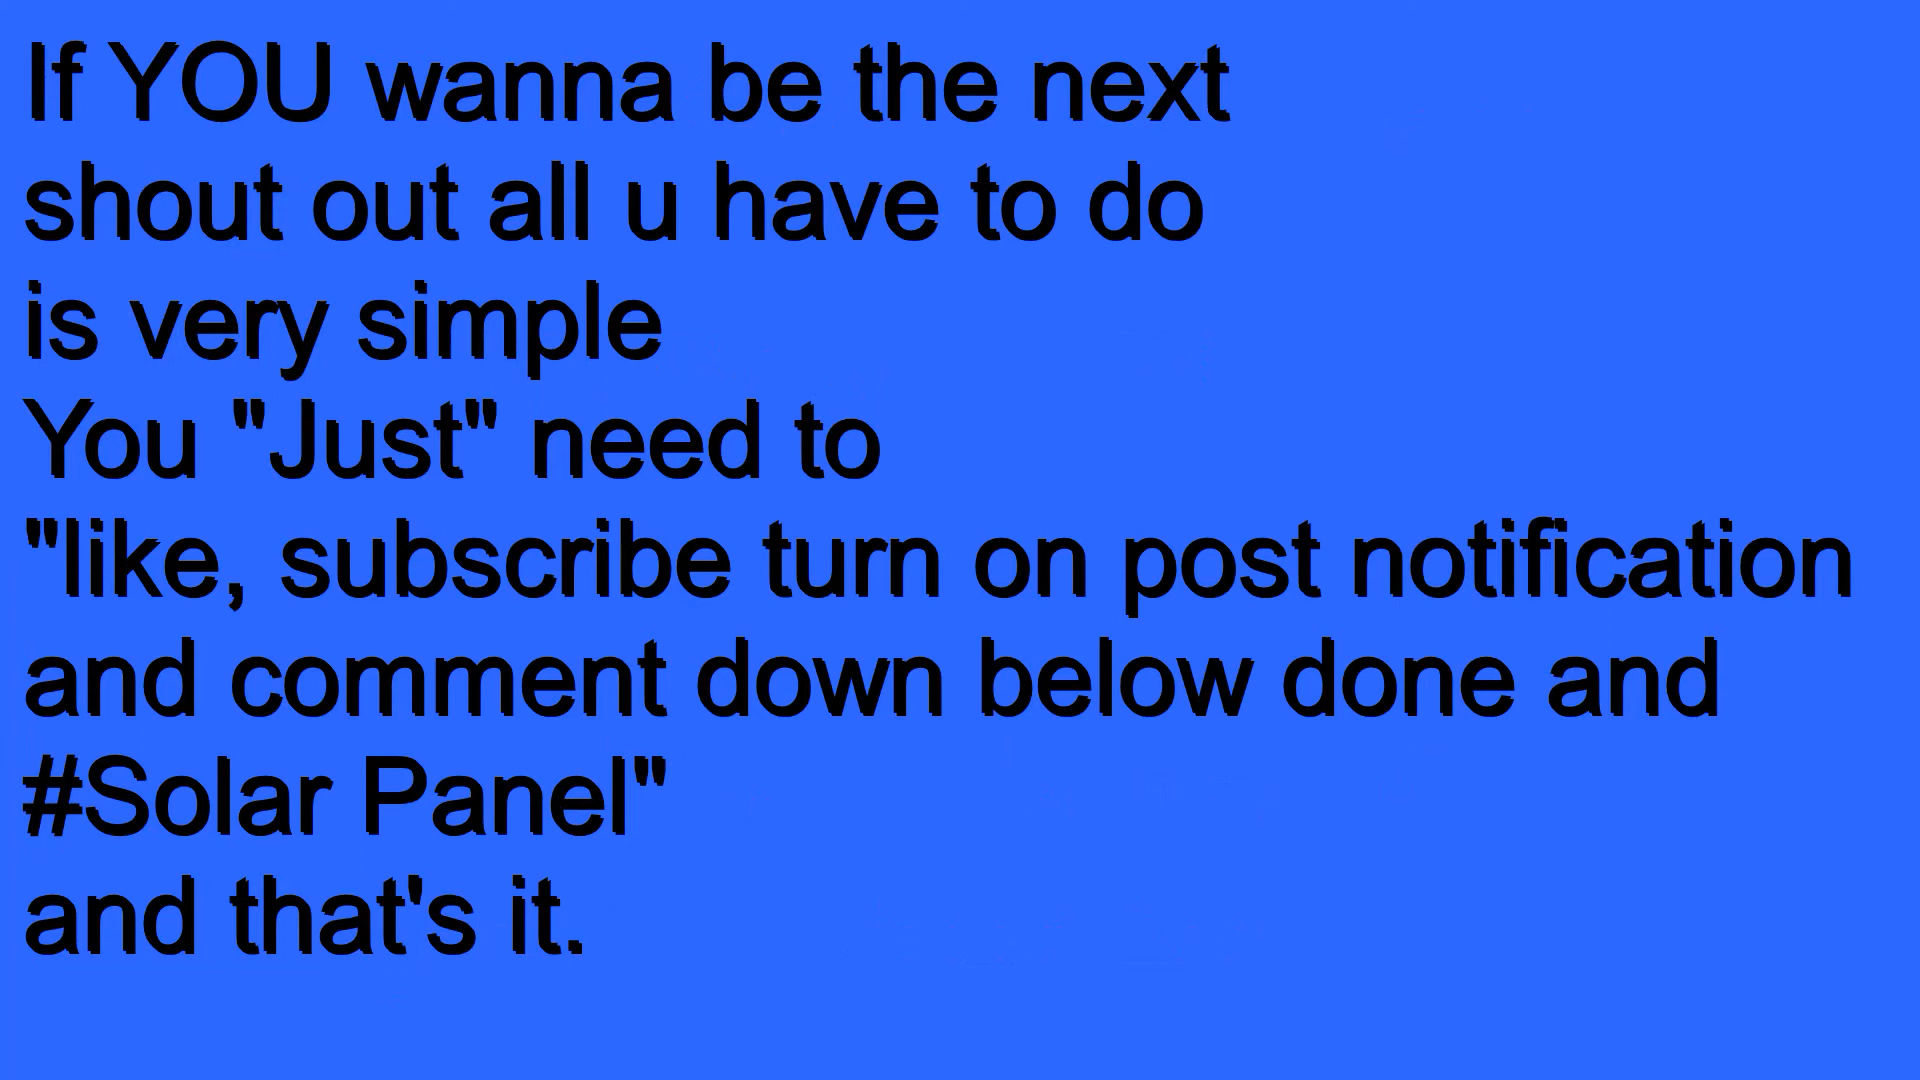 If YOU wanna be the next
shout out all u have to do
is very simple
You "Just" need to
"like, subscribe turn on post notification
and comment down below done and
#Solar Panel"
and that's it.